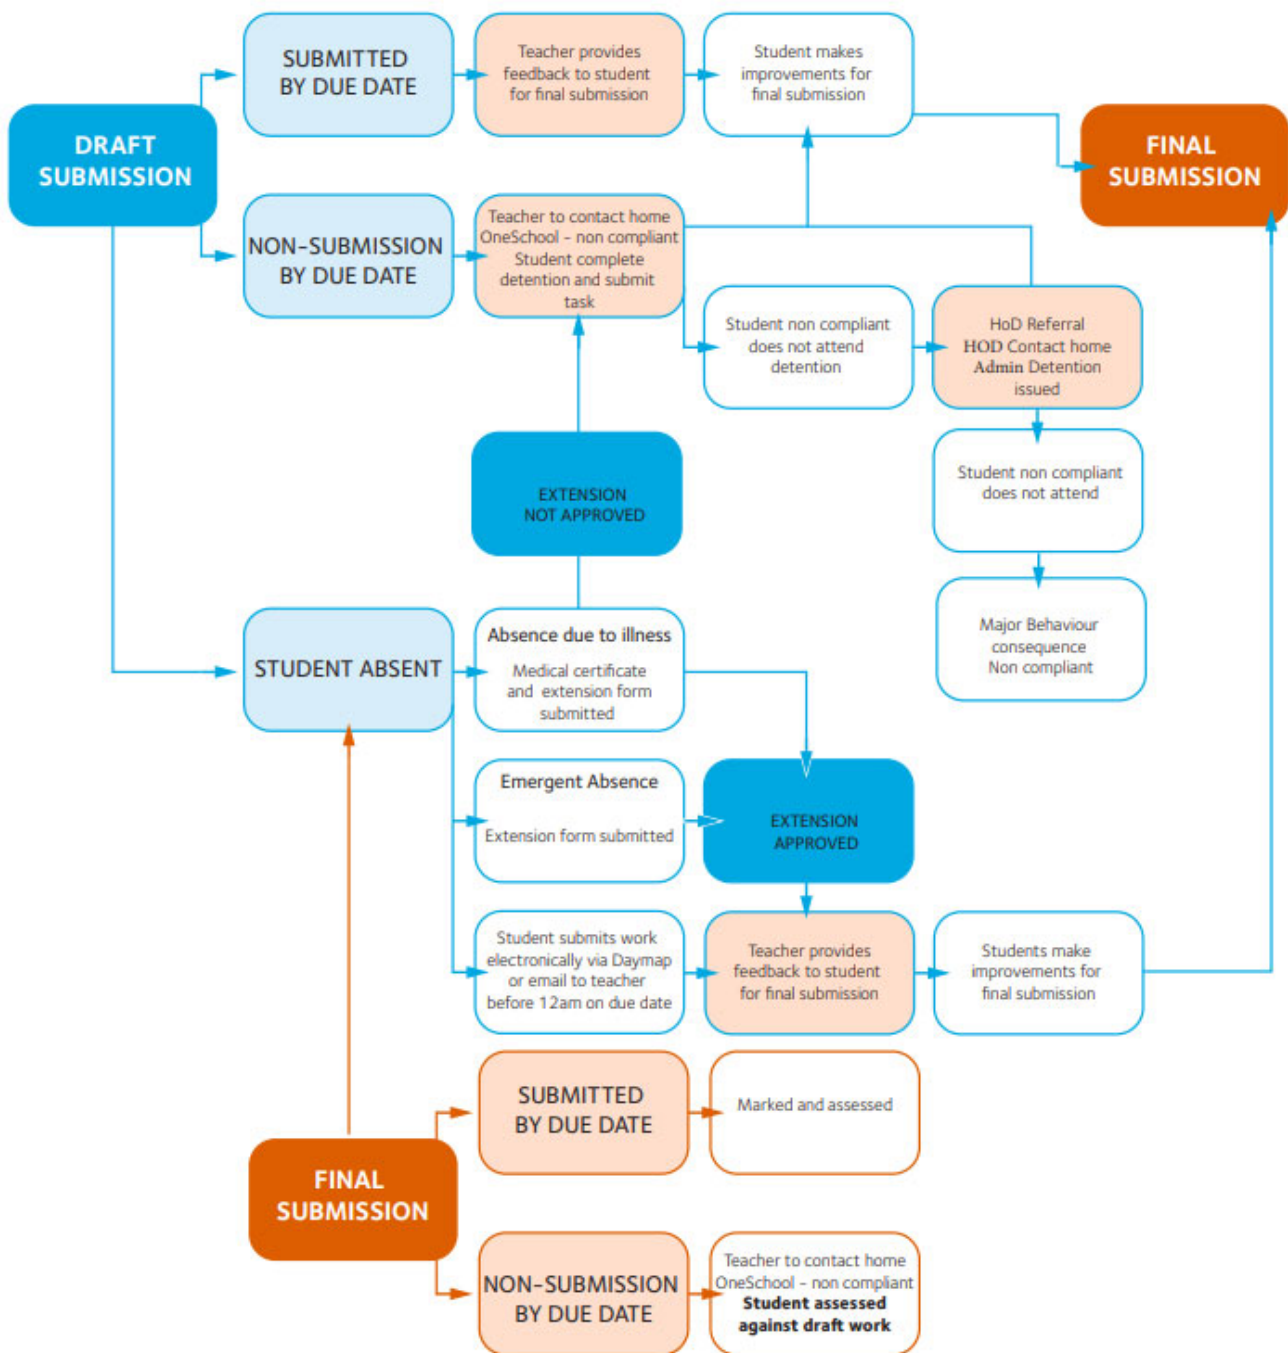 DRAFT
SUBMISSION
SUBMITTED
BY DUE DATE
Teacher provides
feedback to student
for final submission
Student makes
improvements for
final submission
FINAL
SUBMISSION
NON-SUBMISSION
BY DUE DATE
Teacher to contact home
OneSchool - non compliant
Student complete
detention and submit
task
Student non compliant
does not attend
detention
HoD Referral
HOD Contact home
Admin Detention
issued
Student non compliant
does not attend
Major Behaviour
consequence
Non compliant
EXTENSION
NOT APPROVED
STUDENT ABSENT
Absence due to illness
Medical certificate
and extension form
submitted
Emergent Absence
Extension form submitted
EXTENSION
APPROVED
Student submits work
electronically via Daymap
or email to teacher
before 12am on due date
Teacher provides
feedback to student
for final submission
Students make
improvements for
final submission
FINAL
SUBMISSION
SUBMITTED
BY DUE DATE
Marked and assessed
NON-SUBMISSION
BY DUE DATE
Teacher to contact home
OneSchool - non compliant
Student assessed
against draft work